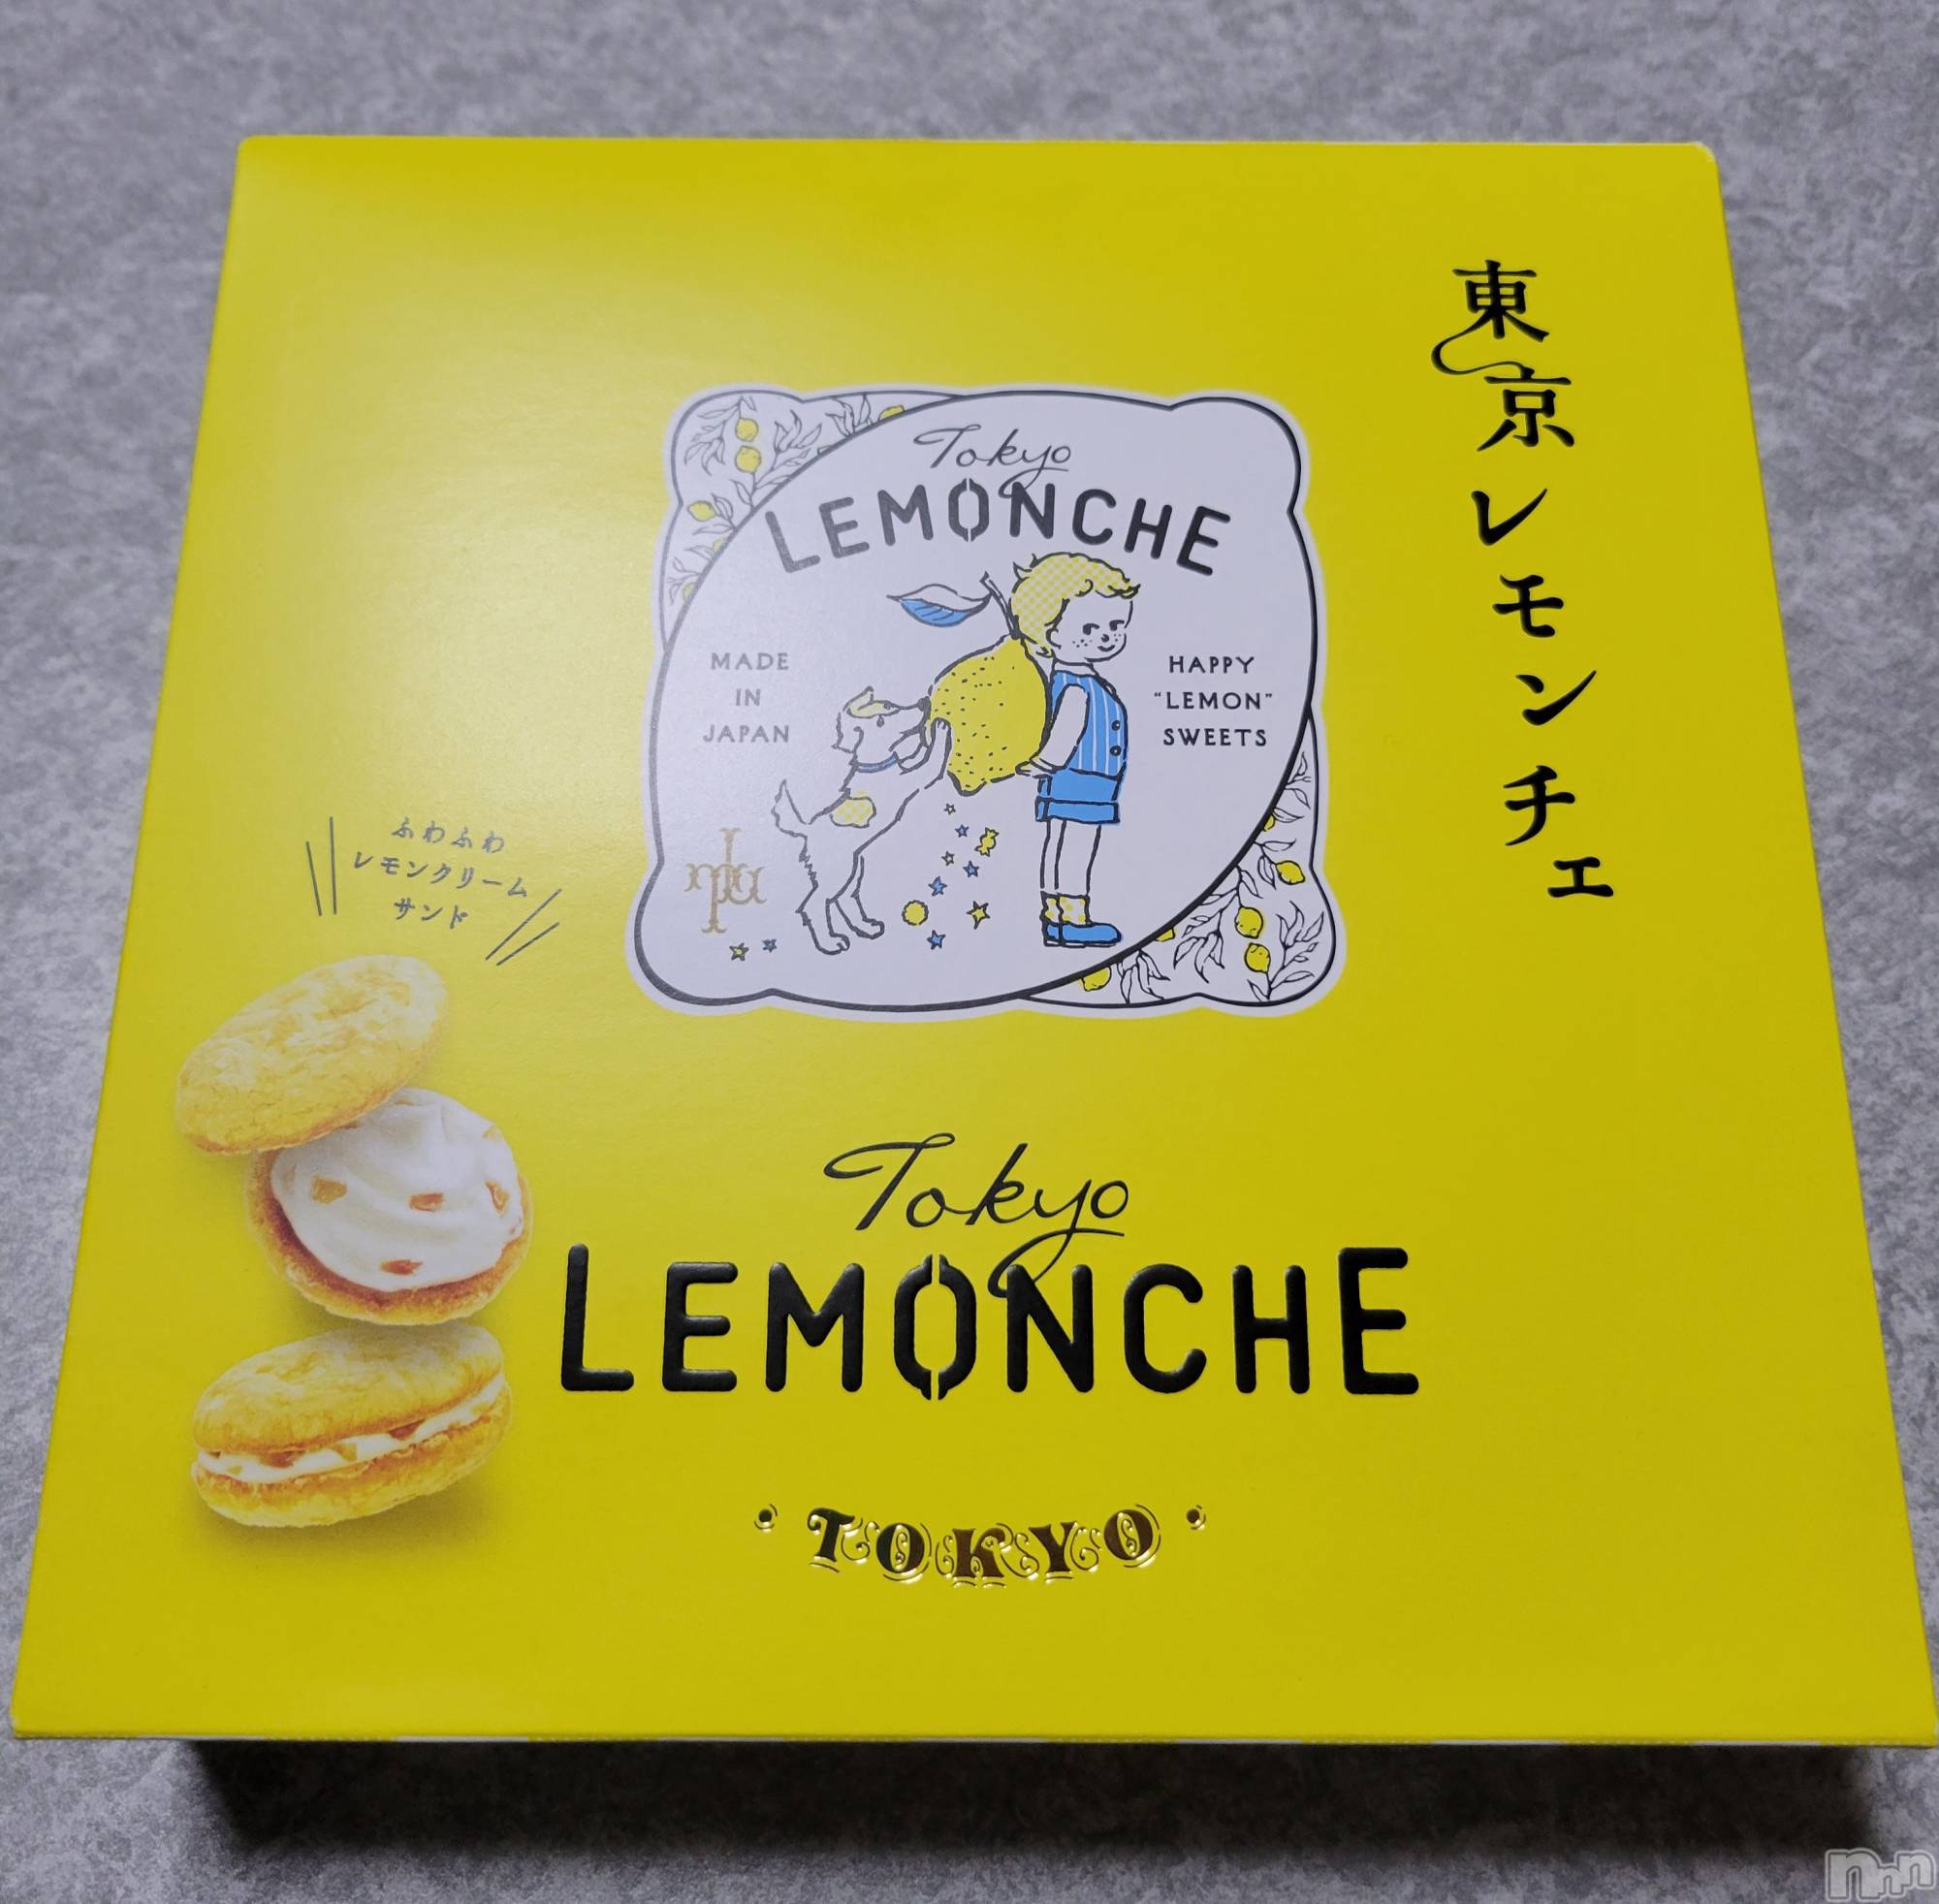 東京レモンチェ
Tokyo
LEMONCHE
MADE
IN
JAPAN
HAPPY
"LEMON"
SWEETS
ふわふわ
レモンクリーム
サンド
Tokyo
LEMONCHE
・TOKYO・